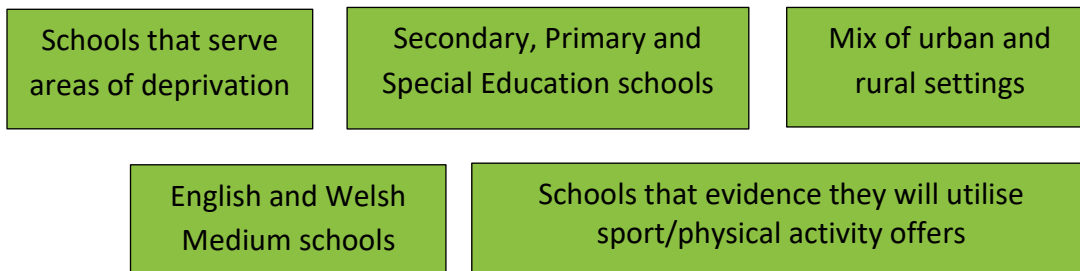 Schools that serve
areas of deprivation
Secondary, Primary and
Special Education schools
Mix of urban and
rural settings
English and Welsh
Medium schools
Schools that evidence they will utilise
sport/physical activity offers